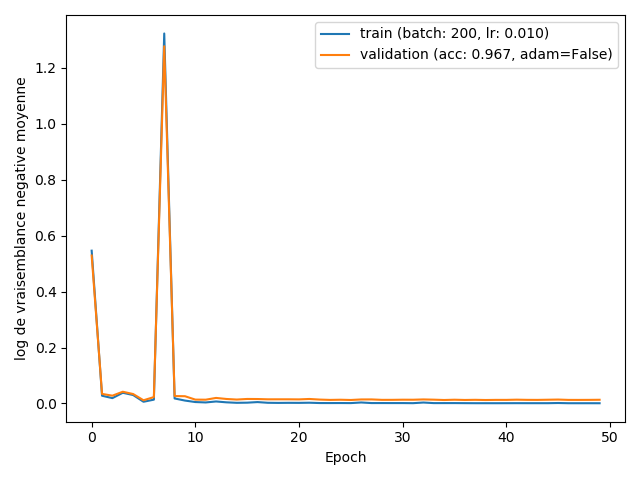 train (batch: 200, lr: 0.010)
validation (acc: 0.967, adam=False)
log de vraisemblance negative moyenne
1.2
1.0
0.8
0.6
0.4
0.2
0.0
0 10 20 30 40 50
Epoch